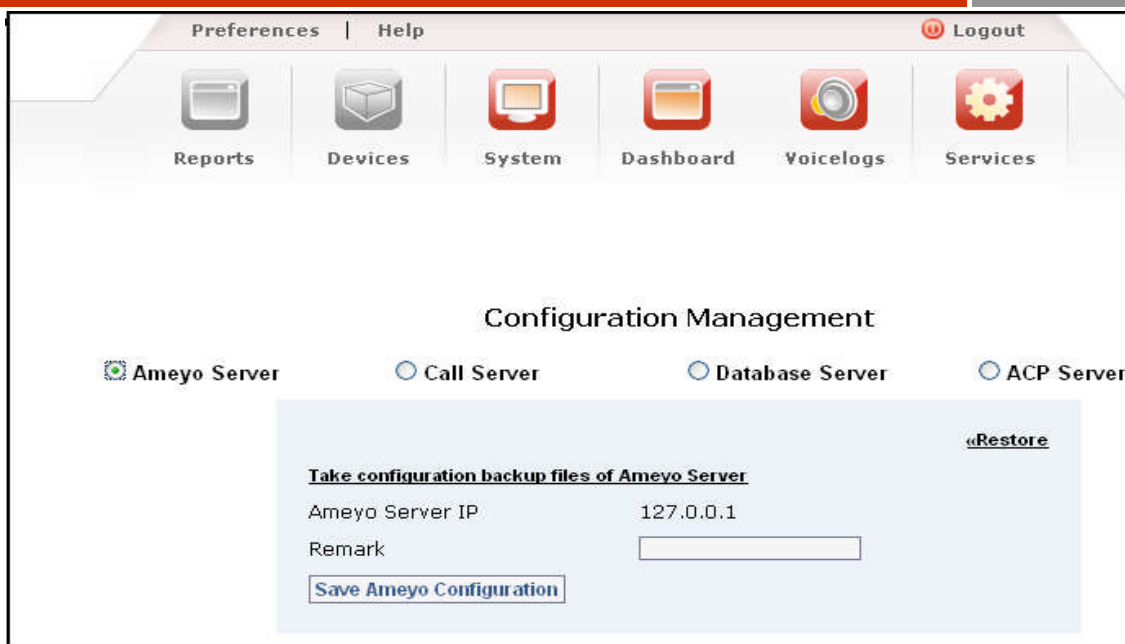 Preferences | Help Logout
Reports Devices System Dashboard Voicelogs Services
Configuration Management
Ameyo Server Call Server Database Server ACP Server
«Restore
Take configuration backup files of Ameyo Server
Ameyo Server IP 127.0.0.1
Remark
Save Ameyo Configuration